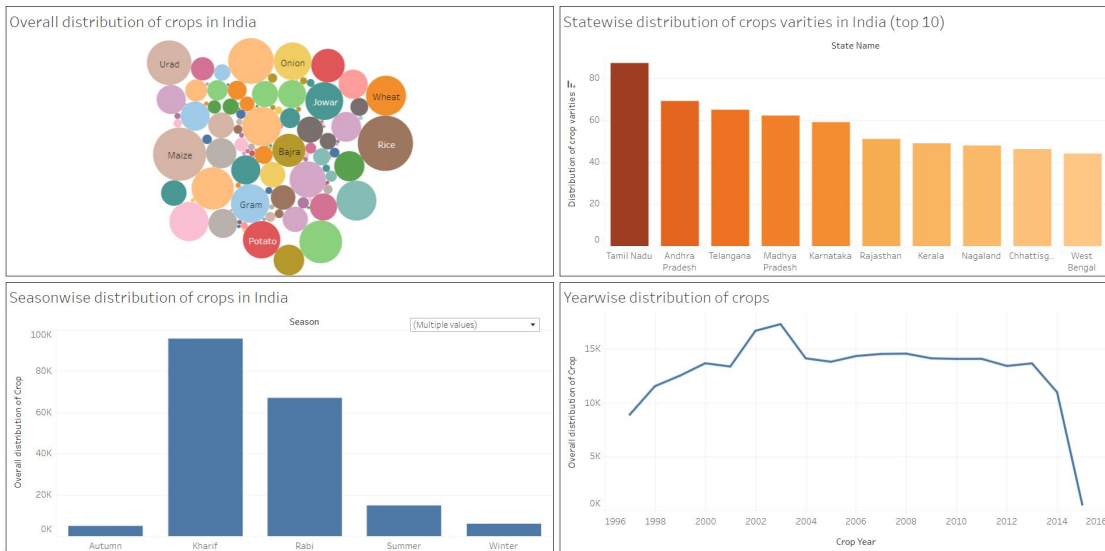 Overall distribution of crops in India
Urad
Onion
Jowar
Wheat
Maize
Bajra
Rice
Gram
Potato
Statewise distribution of crops varities in India (top 10)
State Name
Distribution of crop varities
80
60
40
20
0
Tamil Nadu
Andhra
Pradesh
Telangana
Madhya
Pradesh
Karnataka
Rajasthan
Kerala
Nagaland
Chhattisg..
West
Bengal
Seasonwise distribution of crops in India
Season
(Multiple values)
Overall distribution of Crop
100K
80K
60K
40K
20K
0K
Autumn
Kharif
Rabi
Summer
Winter
Yearwise distribution of crops
Overall distribution of Crop
15K
10K
5K
0K
1996
1998
2000
2002
2004
2006
2008
2010
2012
2014
2016
Crop Year